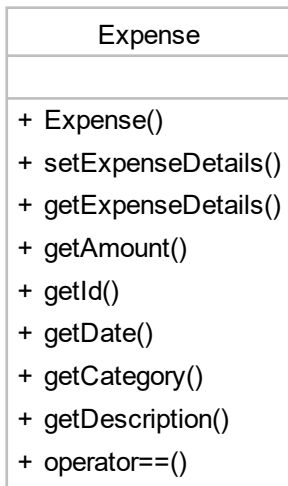 Expense
+ Expense()
+ setExpenseDetails()
+ getExpenseDetails()
+ getAmount()
+ getId()
+ getDate()
+ getCategory()
+ getDescription()
+ operator==()